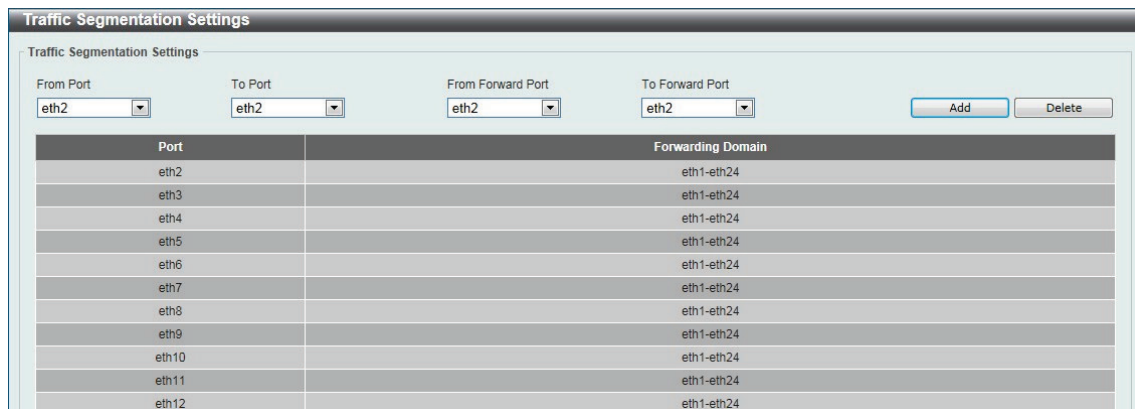 Traffic Segmentation Settings
Traffic Segmentation Settings
From Port To Port From Forward Port To Forward Port
eth2 eth2 eth2 eth2 Add Delete
Port Forwarding Domain
eth2 eth1-eth24
eth3 eth1-eth24
eth4 eth1-eth24
eth5 eth1-eth24
eth6 eth1-eth24
eth7 eth1-eth24
eth8 eth1-eth24
eth9 eth1-eth24
eth10 eth1-eth24
eth11 eth1-eth24
eth12 eth1-eth24